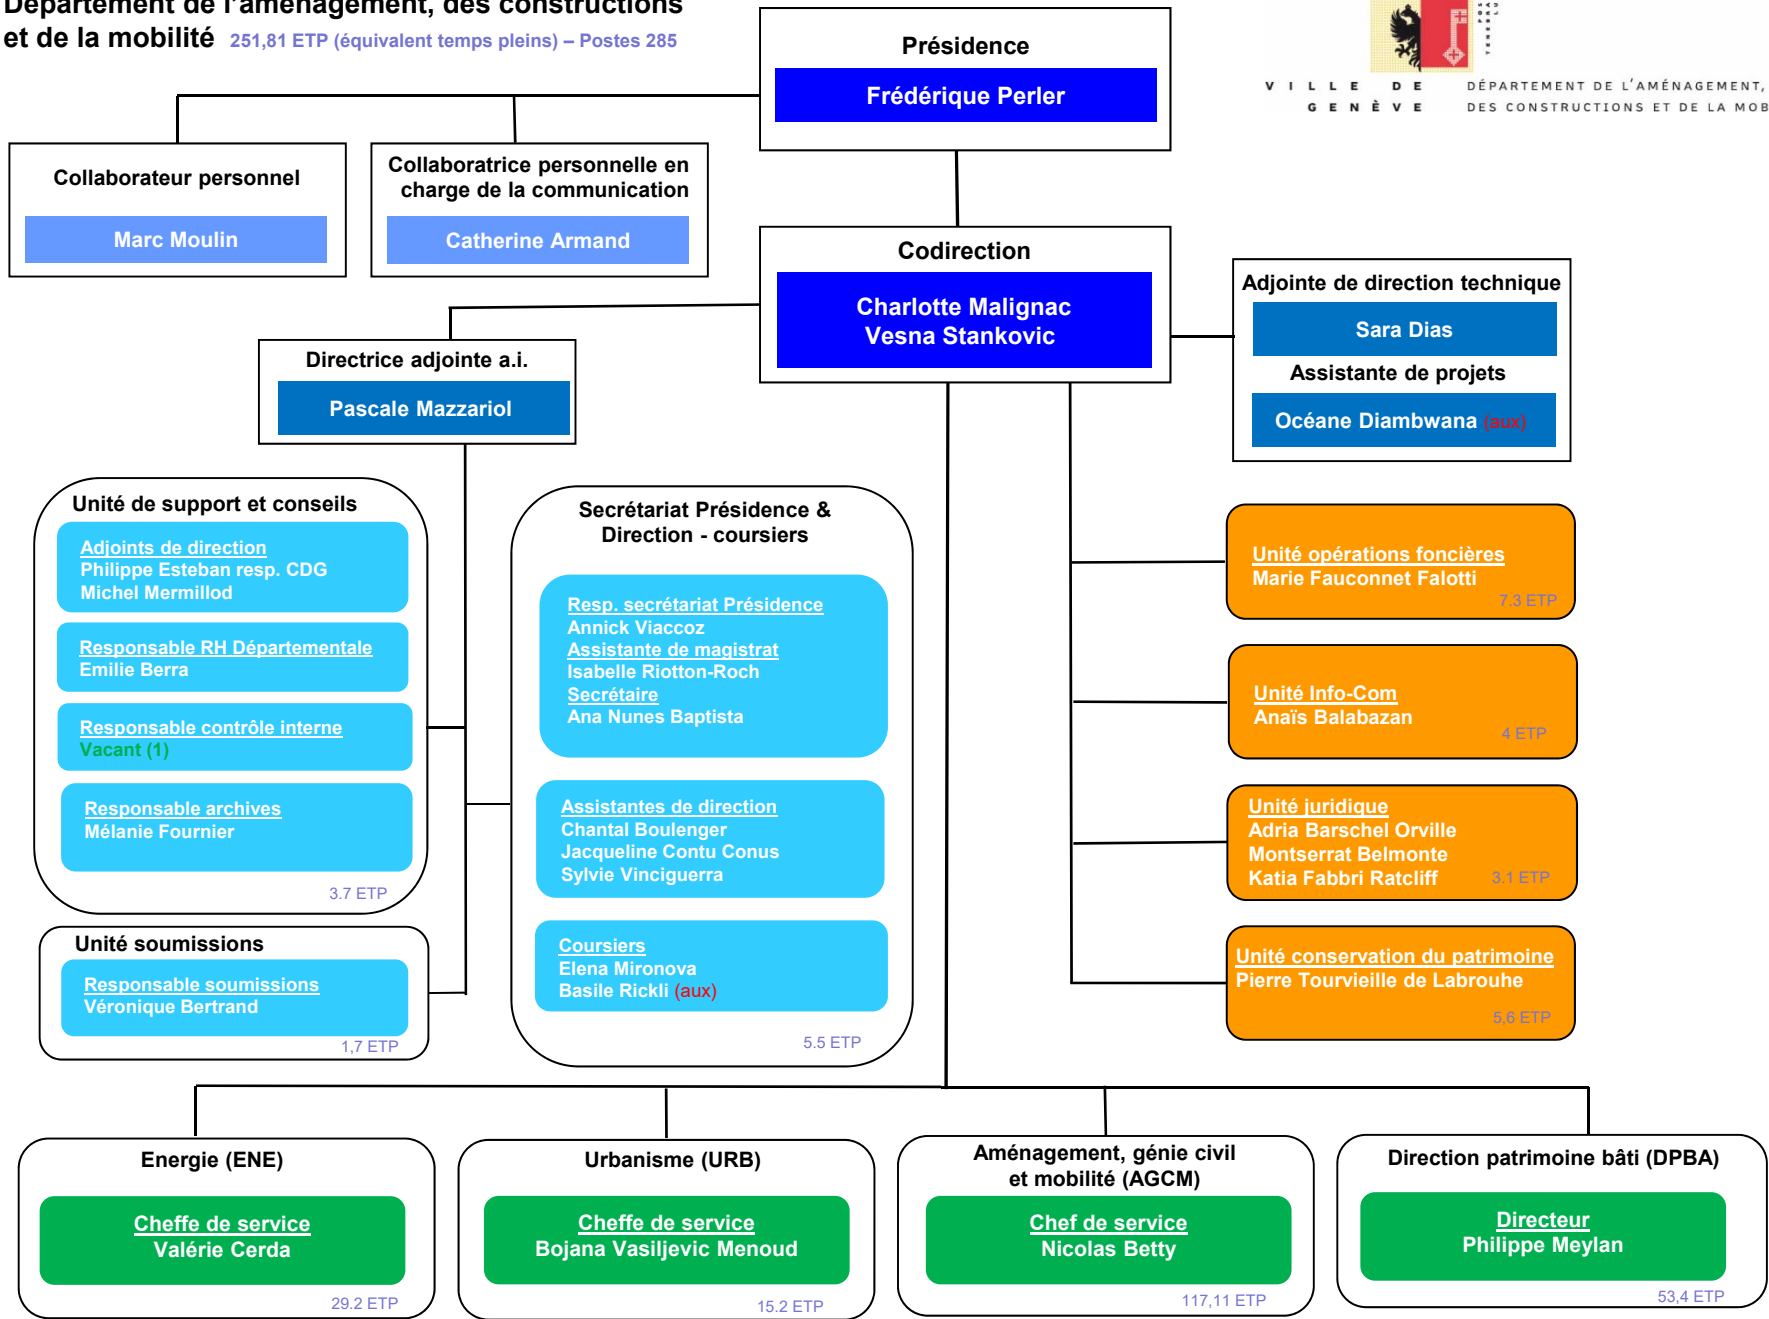 Département de l'aménagement, des constructions
et de la mobilité 251,81 ETP (équivalent temps pleins) – Postes 285
Présidence
Frédérique Perler
VILLE DE
GENÈVE
DÉPARTEMENT DE L'AMÉNAGEMENT,
DES CONSTRUCTIONS ET DE LA MOB
Collaborateur personnel
Marc Moulin
Collaboratrice personnelle en
charge de la communication
Catherine Armand
Codirection
Charlotte Malignac
Vesna Stankovic
Adjointe de direction technique
Sara Dias
Assistante de projets
Océane Diambwana (aux)
Directrice adjointe a.i.
Pascale Mazzariol
Unité de support et conseils
Adjoints de direction
Philippe Esteban resp. CDG
Michel Mermillod
Responsable RH Départementale
Emilie Berra
Responsable contrôle interne
Vacant (1)
Responsable archives
Mélanie Fournier
3.7 ETP
Unité soumissions
Responsable soumissions
Véronique Bertrand
1,7 ETP
Secrétariat Présidence &
Direction - coursiers
Resp. secrétariat Présidence
Annick Viaccoz
Assistante de magistrat
Isabelle Riotton-Roch
Secrétaire
Ana Nunes Baptista
Assistantes de direction
Chantal Boulenger
Jacqueline Contu Conus
Sylvie Vinciguerra
Coursiers
Elena Mironova
Basile Rickli (aux)
5.5 ETP
Unité opérations foncières
Marie Fauconnet Falotti
7.3 ETP
Unité Info-Com
Anaïs Balabazan
4 ETP
Unité juridique
Adria Barschel Orville
Montserrat Belmonte
Katia Fabbri Ratcliff 3.1 ETP
Unité conservation du patrimoine
Pierre Tourvieille de Labrouhe
5,6 ETP
Energie (ENE)
Cheffe de service
Valérie Cerda
29.2 ETP
Urbanisme (URB)
Cheffe de service
Bojana Vasiljevic Menoud
15.2 ETP
Aménagement, génie civil
et mobilité (AGCM)
Chef de service
Nicolas Betty
117,11 ETP
Direction patrimoine bâti (DPBA)
Directeur
Philippe Meylan
53,4 ETP